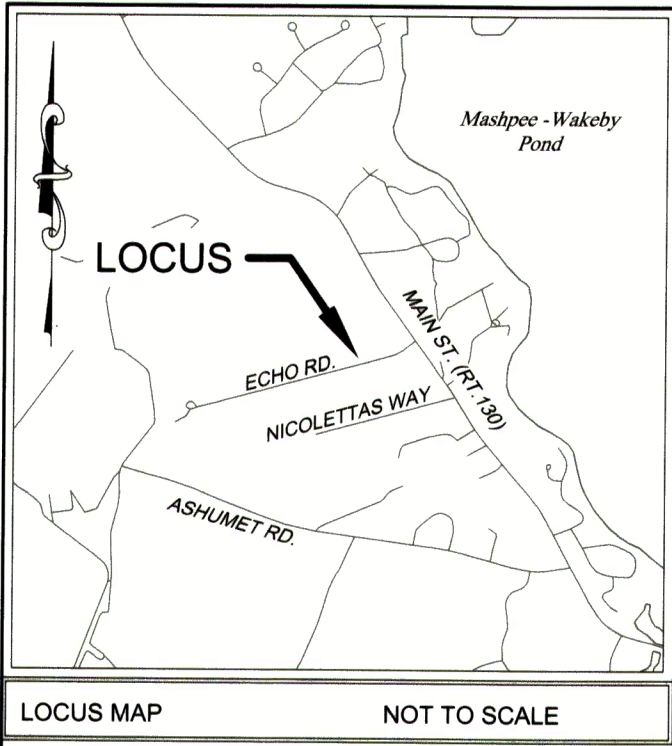 Mashpee - Wakeby
Pond
LOCUS
MAIN ST. (RT.130)
ECHO RD.
NICOLETTAS WAY
ASHUMET RD.
LOCUS MAP
NOT TO SCALE